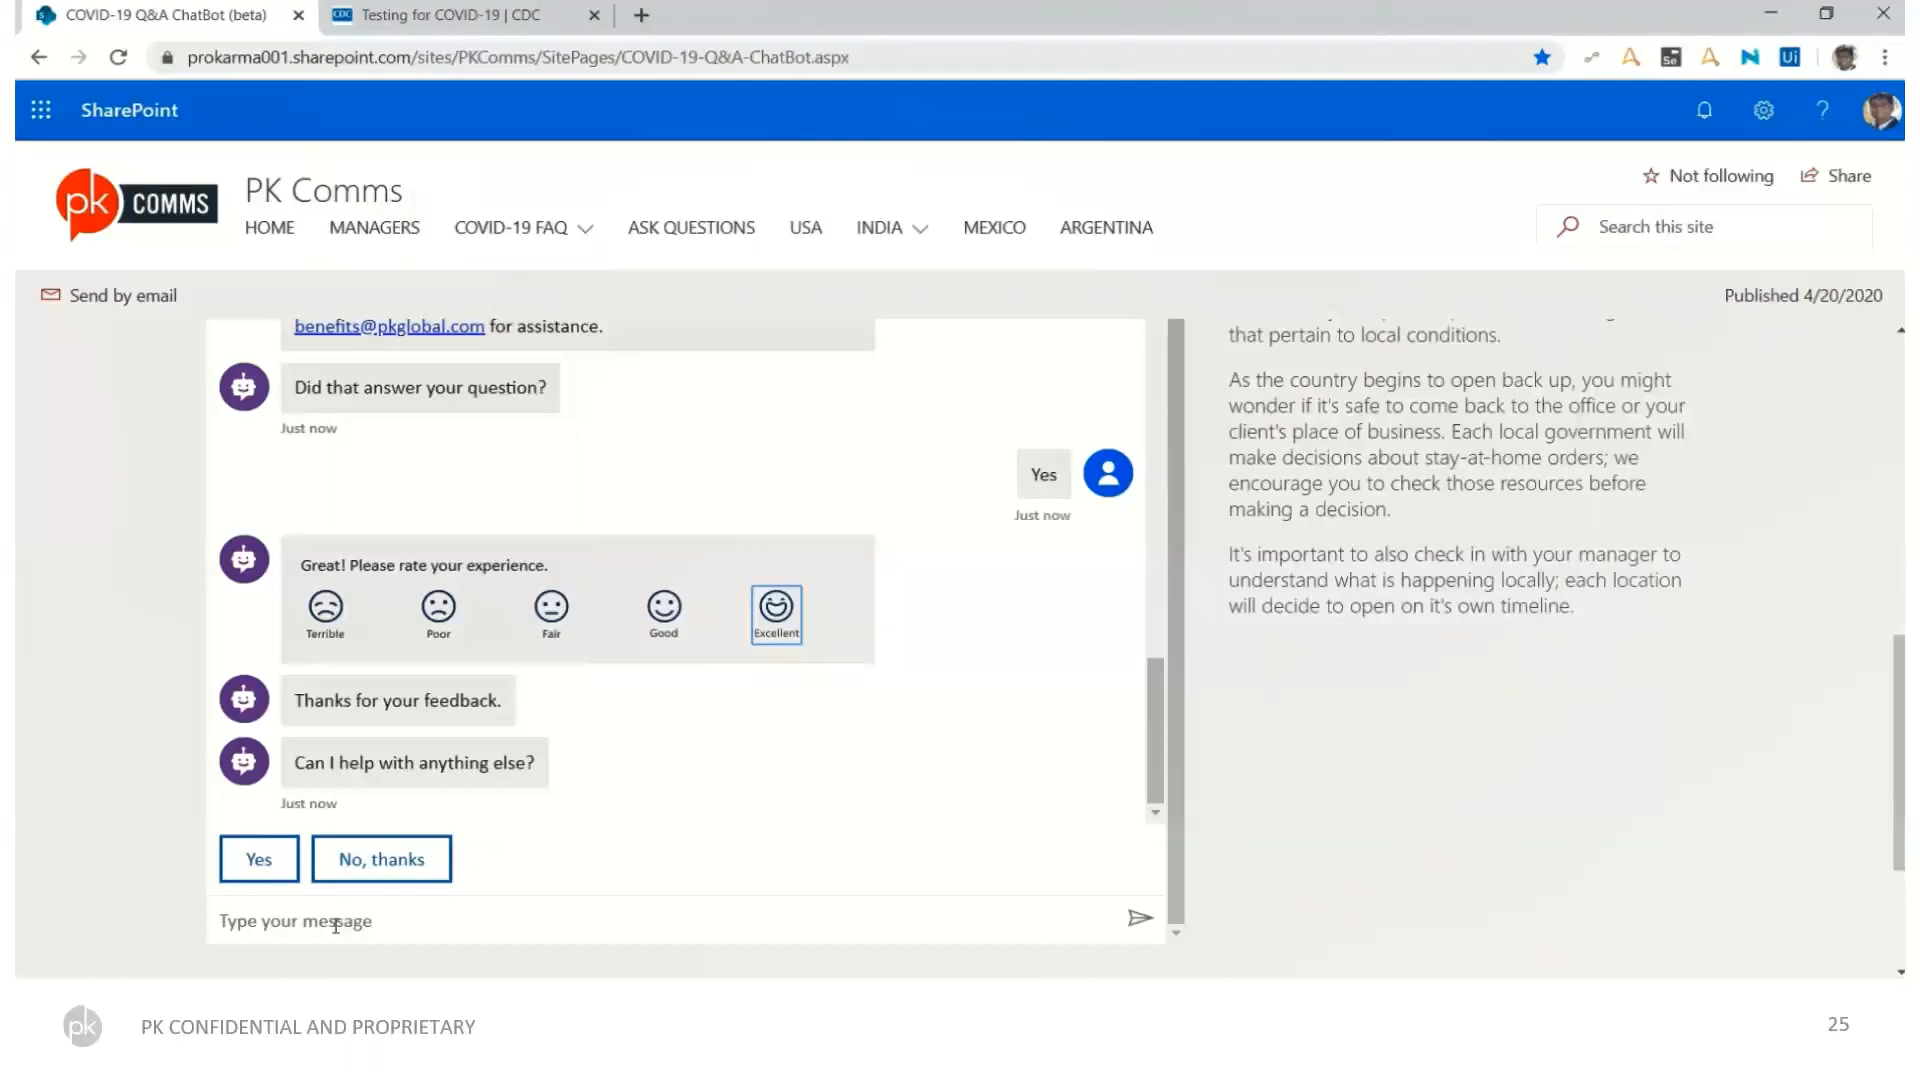 COVID-19 Q&A ChatBot (beta)
Testing for COVID-19 | CDC
prokarma001.sharepoint.com/sites/PKComms/SitePages/COVID-19-Q&A-ChatBot.aspx
SharePoint
pk COMMS
PK Comms
Not following
Share
HOME
MANAGERS
COVID-19 FAQ
ASK QUESTIONS
USA
INDIA
MEXICO
ARGENTINA
Search this site
Send by email
Published 4/20/2020
benefits@pkglobal.com for assistance.
Did that answer your question?
Just now
Yes
Just now
Great! Please rate your experience.
Terrible
Poor
Fair
Good
Excellent
Thanks for your feedback.
Can I help with anything else?
Just now
Yes
No, thanks
Type your message
that pertain to local conditions.
As the country begins to open back up, you might
wonder if it's safe to come back to the office or your
client's place of business. Each local government will
make decisions about stay-at-home orders; we
encourage you to check those resources before
making a decision.
It's important to also check in with your manager to
understand what is happening locally; each location
will decide to open on it's own timeline.
pk
PK CONFIDENTIAL AND PROPRIETARY
25